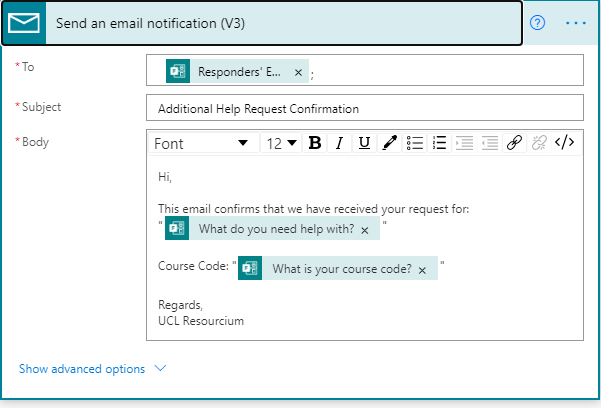 Send an email notification (V3)
* To
Responders' E... × ;
* Subject
Additional Help Request Confirmation
* Body
Font 12 B I U </>
Hi,
This email confirms that we have received your request for:
" What do you need help with? × "
Course Code: " What is your course code? × "
Regards,
UCL Resourcium
Show advanced options